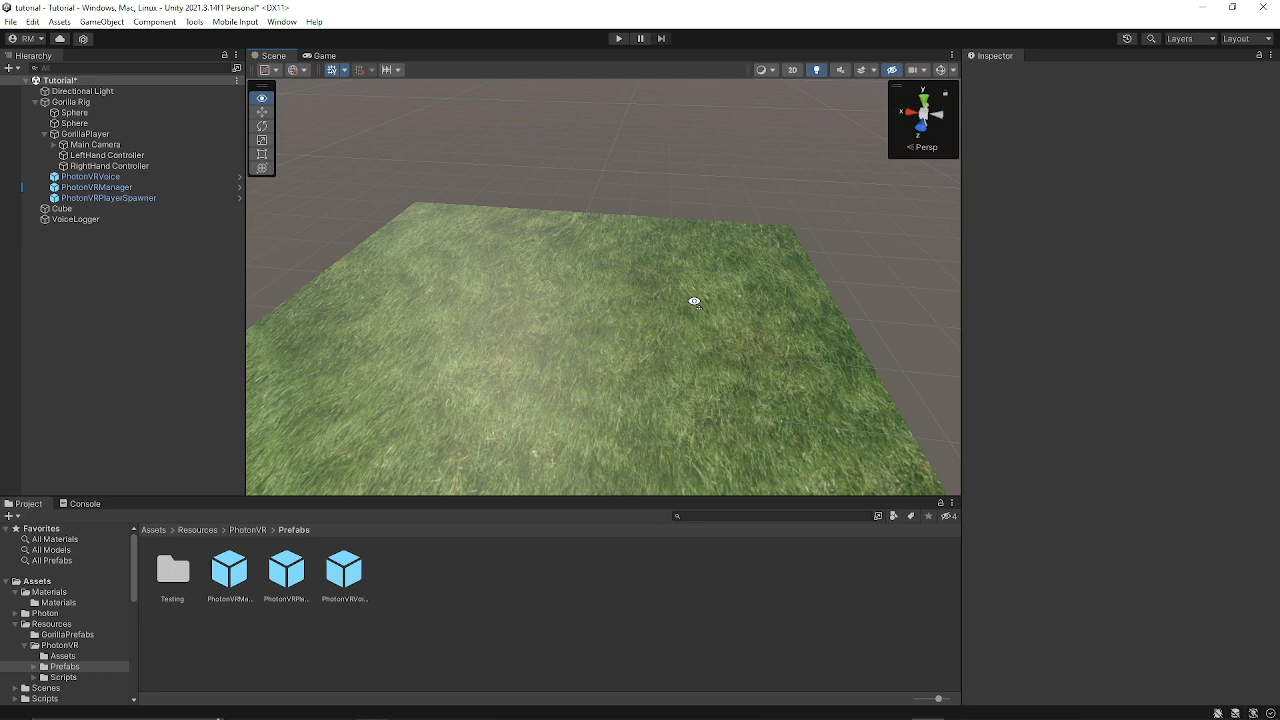 tutorial - Tutorial - Windows, Mac, Linux - Unity 2021.3.14f1 Personal* <DX11>
File Edit Assets GameObject Component Tools Mobile Input Window Help
RM Layers Layout
Hierarchy Scene Game Inspector
All 2D
Tutorial*
Directional Light
Gorilla Rig
Sphere
Sphere
GorillaPlayer
Main Camera
LeftHand Controller
RightHand Controller
PhotonVRVoice
PhotonVRManager
PhotonVRPlayerSpawner
Cube
VoiceLogger
y
x
z
Persp
Project Console
4
Favorites
All Materials
All Models
All Prefabs
Assets
Materials
Materials
Photon
Resources
GorillaPrefabs
PhotonVR
Assets
Prefabs
Scripts
Scenes
Scripts
Assets > Resources > PhotonVR > Prefabs
Testing PhotonVRMa... PhotonVRPla... PhotonVRVoi...